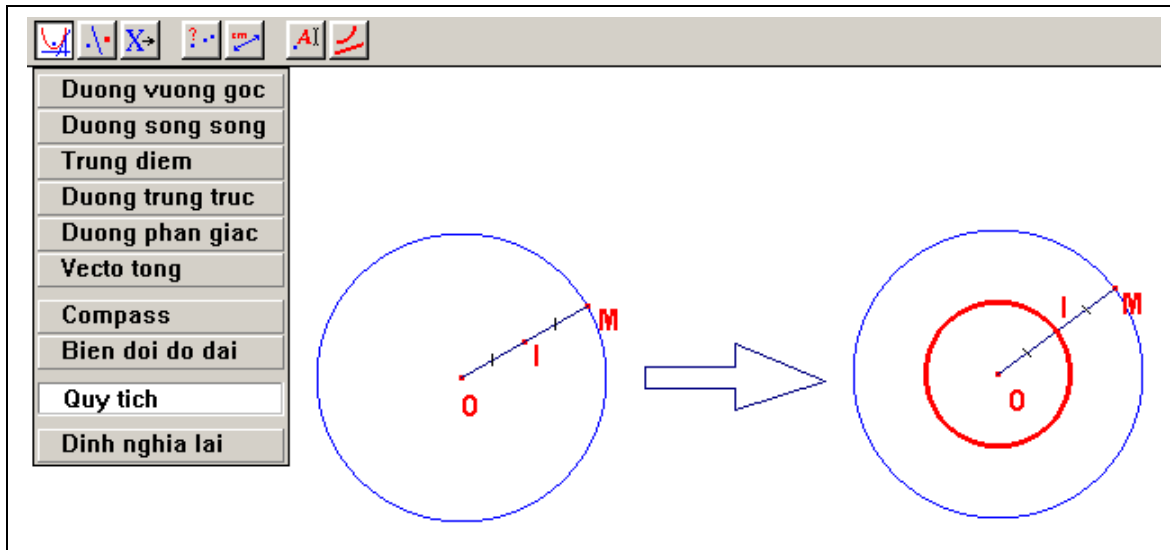 X
? cm A
Duong vuong goc
Duong song song
Trung diem
Duong trung truc
Duong phan giac
Vecto tong
Compass
Bien doi do dai
Quy tich
Dinh nghia lai
M
I
O
I
M
O